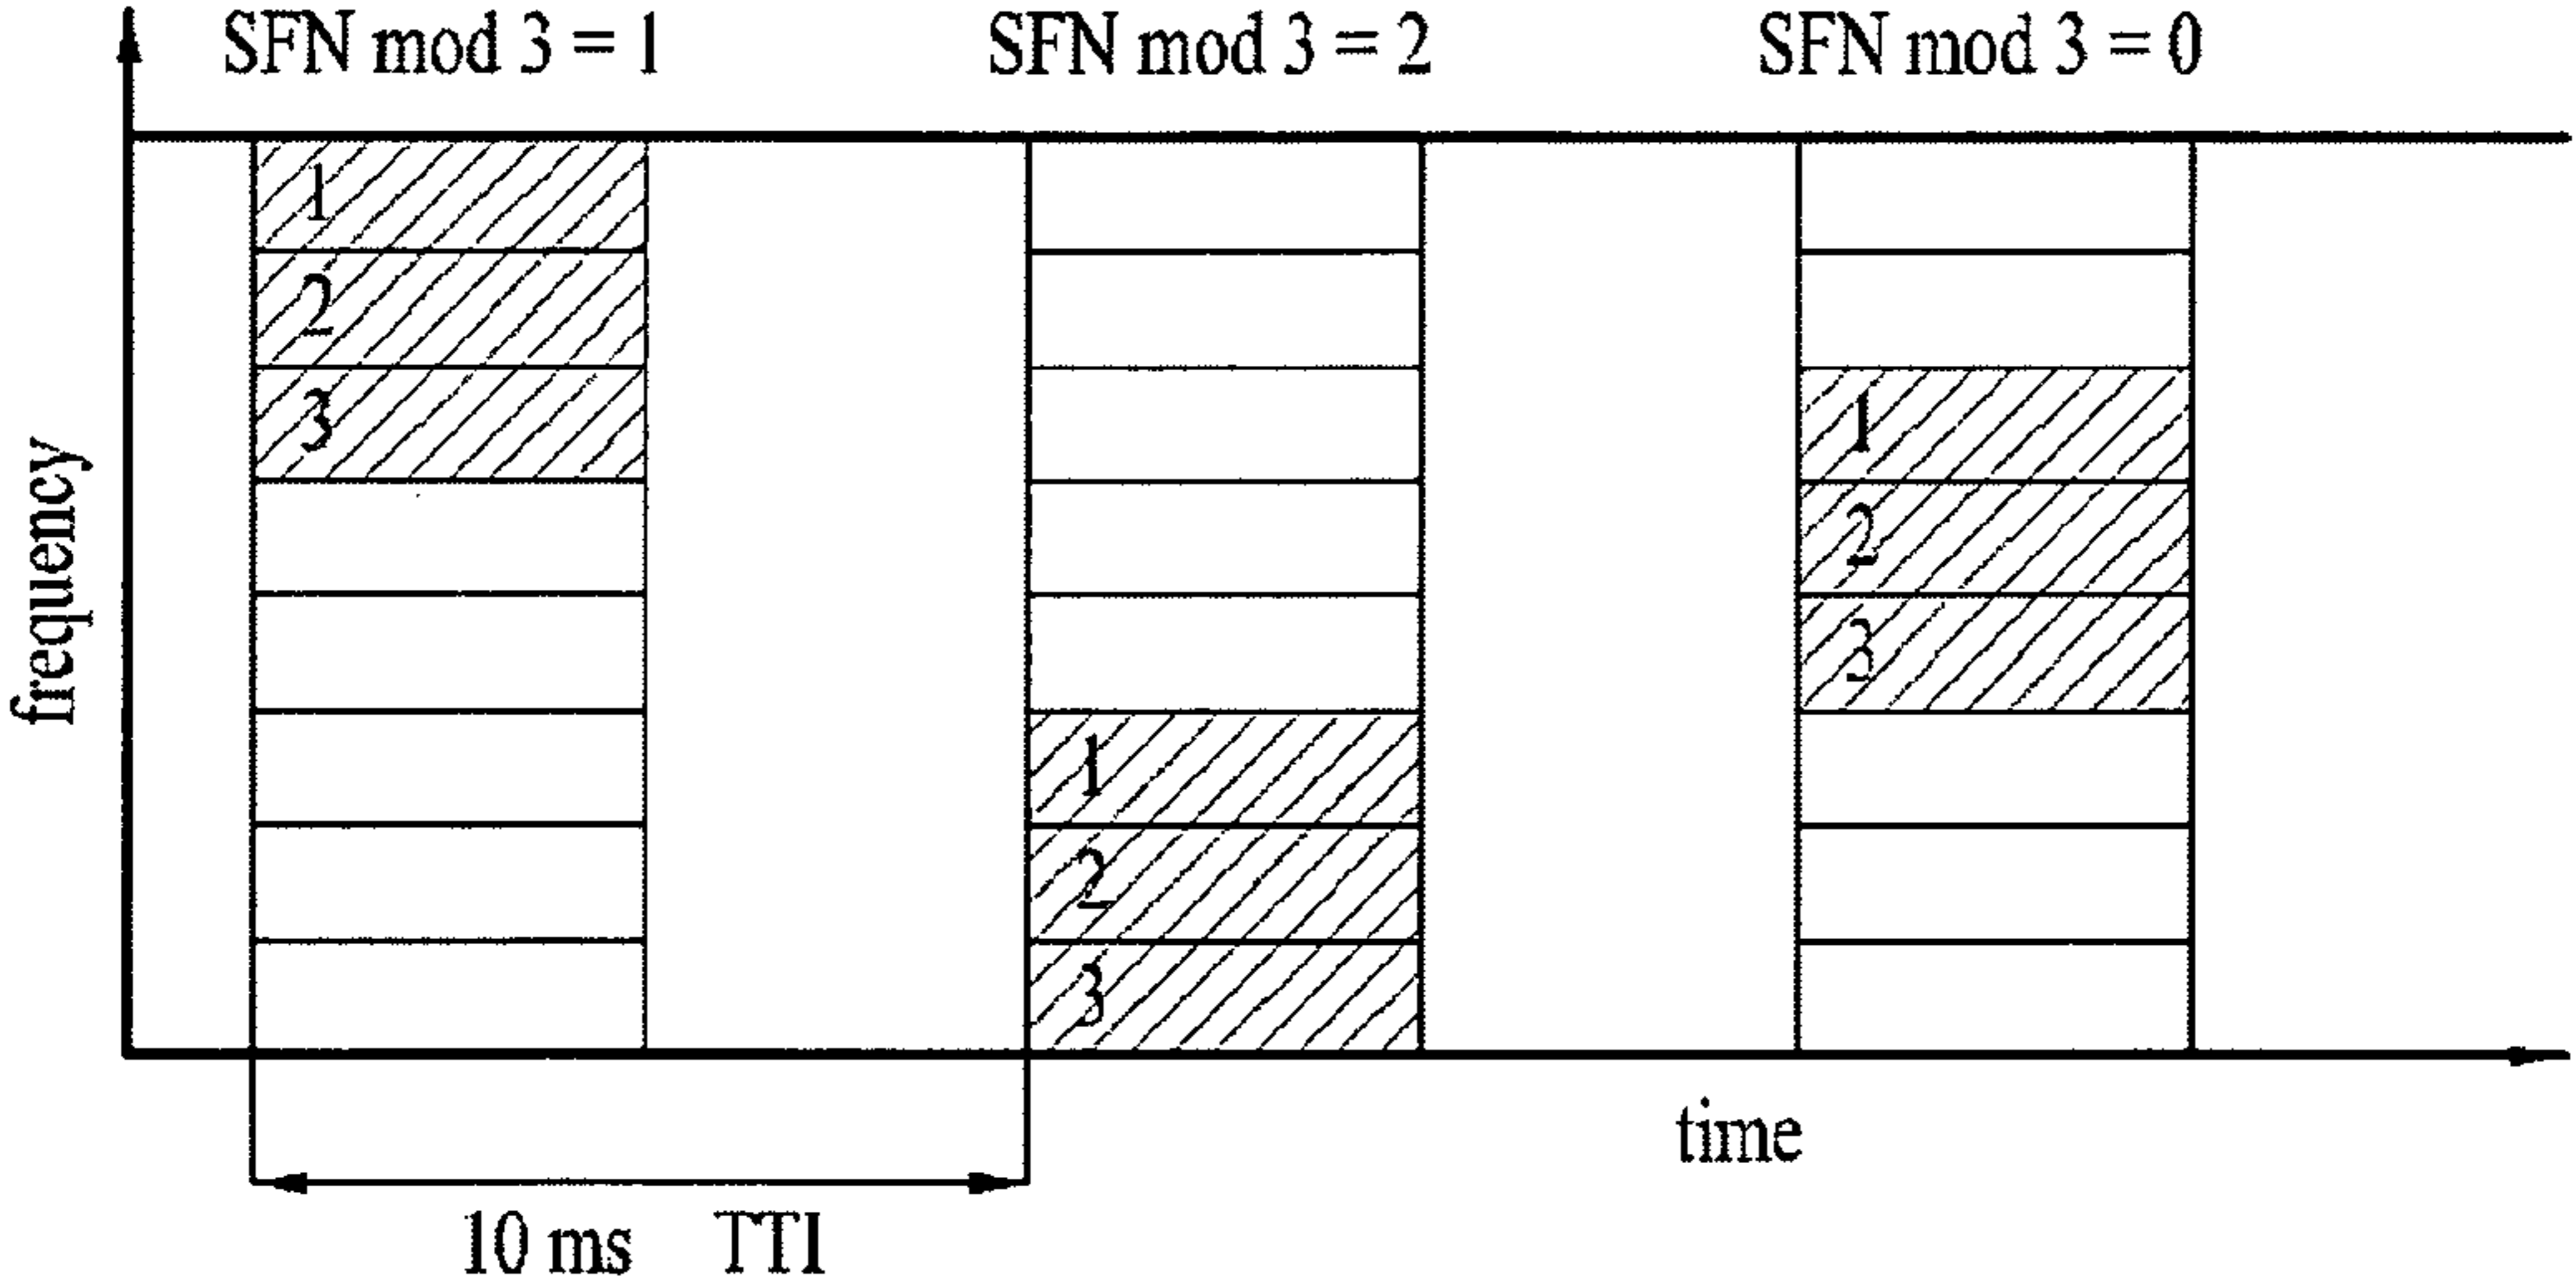 SFN mod 3 = 1
SFN mod 3 = 2
SFN mod 3 = 0
1
2
3
1
2
3
1
2
3
frequency
time
10 ms TTI